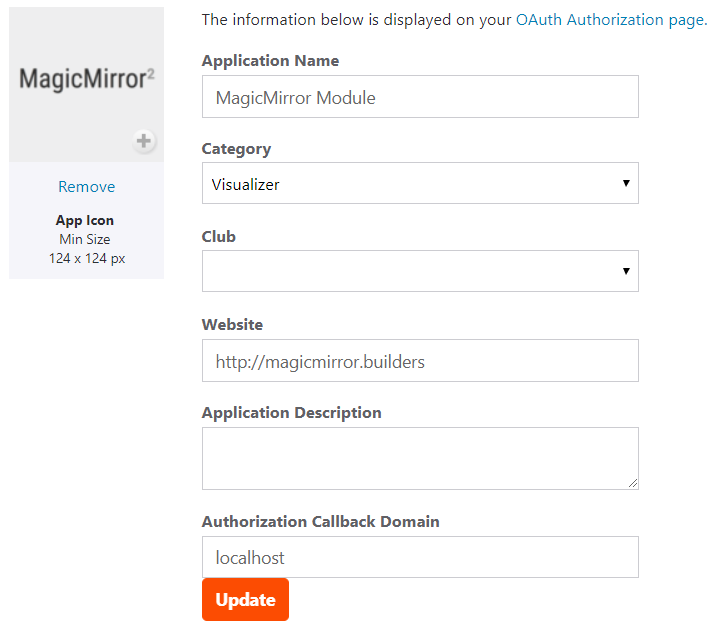 MagicMirror²
Remove
App Icon
Min Size
124 x 124 px
The information below is displayed on your OAuth Authorization page.
Application Name
MagicMirror Module
Category
Visualizer
Club
Website
http://magicmirror.builders
Application Description
Authorization Callback Domain
localhost
Update